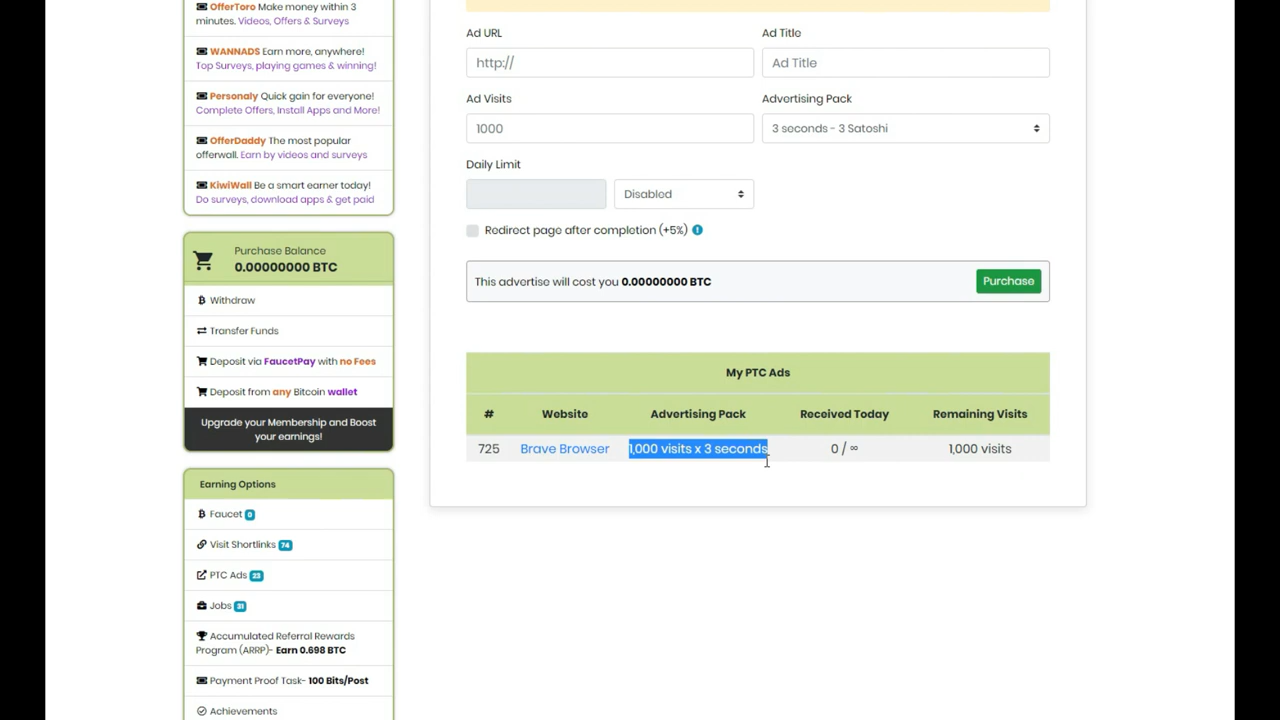 OfferToro Make money within 3
minutes. Videos, Offers & Surveys
WANNADS Earn more, anywhere!
Top Surveys, playing games & winning!
Personaly Quick gain for everyone!
Complete Offers, Install Apps and More!
OfferDaddy The most popular
offerwall. Earn by videos and surveys
KiwiWall Be a smart earner today!
Do surveys, download apps & get paid
Purchase Balance
0.00000000 BTC
Withdraw
Transfer Funds
Deposit via FaucetPay with no Fees
Deposit from any Bitcoin wallet
Upgrade your Membership and Boost
your earnings!
Earning Options
Faucet 0
Visit Shortlinks 74
PTC Ads 23
Jobs 31
Accumulated Referral Rewards
Program (ARRP)- Earn 0.698 BTC
Payment Proof Task- 100 Bits/Post
Achievements
Ad URL
http://
Ad Title
Ad Title
Ad Visits
1000
Advertising Pack
3 seconds - 3 Satoshi
Daily Limit
Disabled
Redirect page after completion (+5%)
This advertise will cost you 0.00000000 BTC
Purchase
My PTC Ads
# Website Advertising Pack Received Today Remaining Visits
725 Brave Browser 1,000 visits x 3 seconds 0 / ∞ 1,000 visits